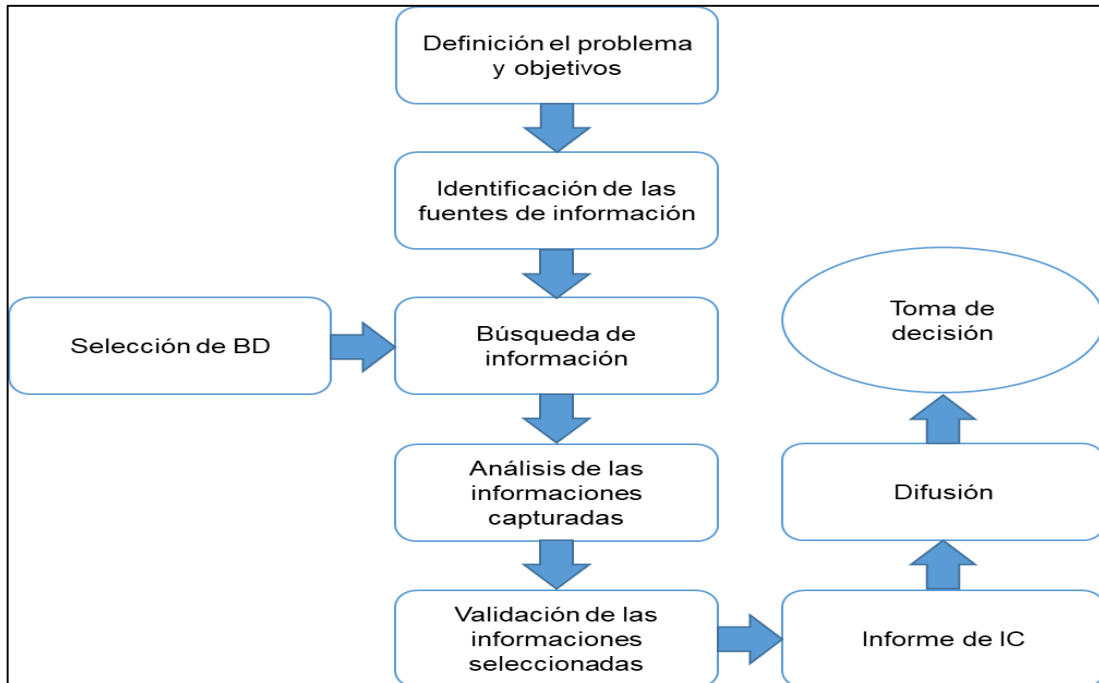 Definición el problema
y objetivos
Identificación de las
fuentes de información
Selección de BD
Búsqueda de
información
Toma de
decisión
Análisis de las
informaciones
capturadas
Difusión
Validación de las
informaciones
seleccionadas
Informe de IC